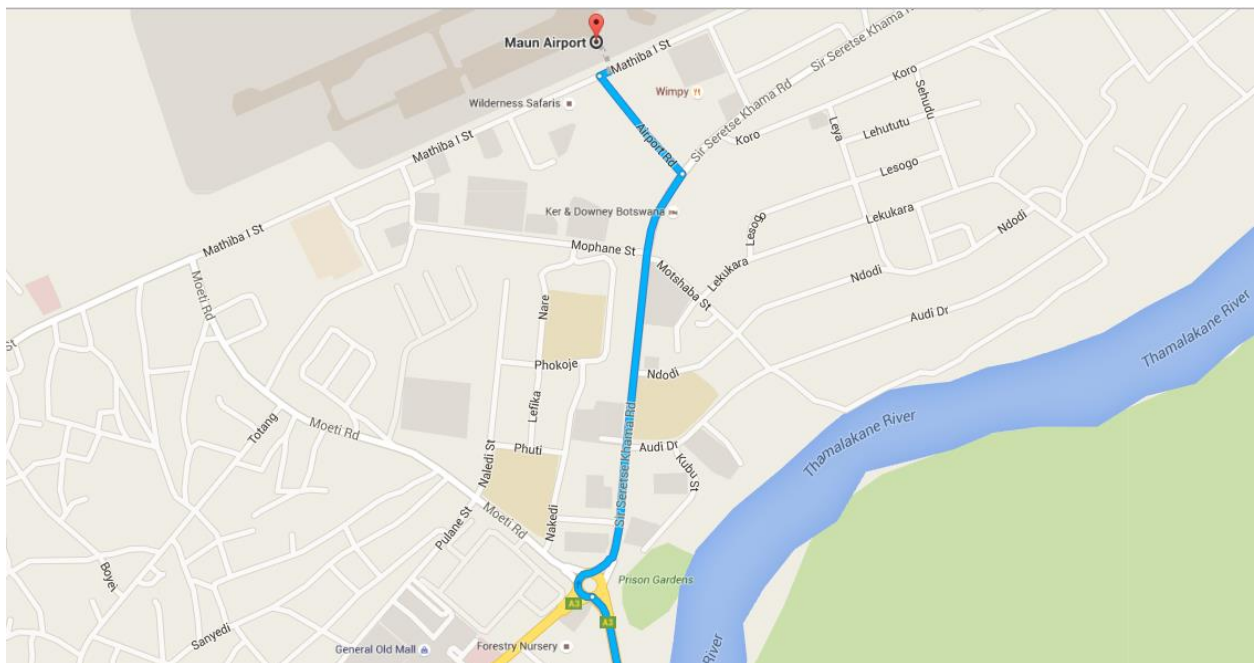 Maun Airport
Mathiba I St
Sir Seretse Khama Rd
Koro
Wilderness Safaris
Wimpy
Sehudu
Leya
Lehututu
Airport Rd
Sir Seretse Khama Rd
Koro
Mathiba I St
Lesogo
Ker & Downey Botswana
Lesogo
Lekukara
Ndodi
Mathiba I St
Mophane St
Motshaba St
Lekukara
Ndodi
Moeti Rd
Nare
Audi Dr
Thamalakane River
St
Phokoje
Ndodi
Lefika
Totang
Moeti Rd
Sir Seretse Khama Rd
Thamalakane River
Naledi St
Phuti
Audi Dr
Kubu St
Moeti Rd
Nakedi
Pulane St
Boyei
Prison Gardens
A3
A3
Sanyedi
General Old Mall
Forestry Nursery
River